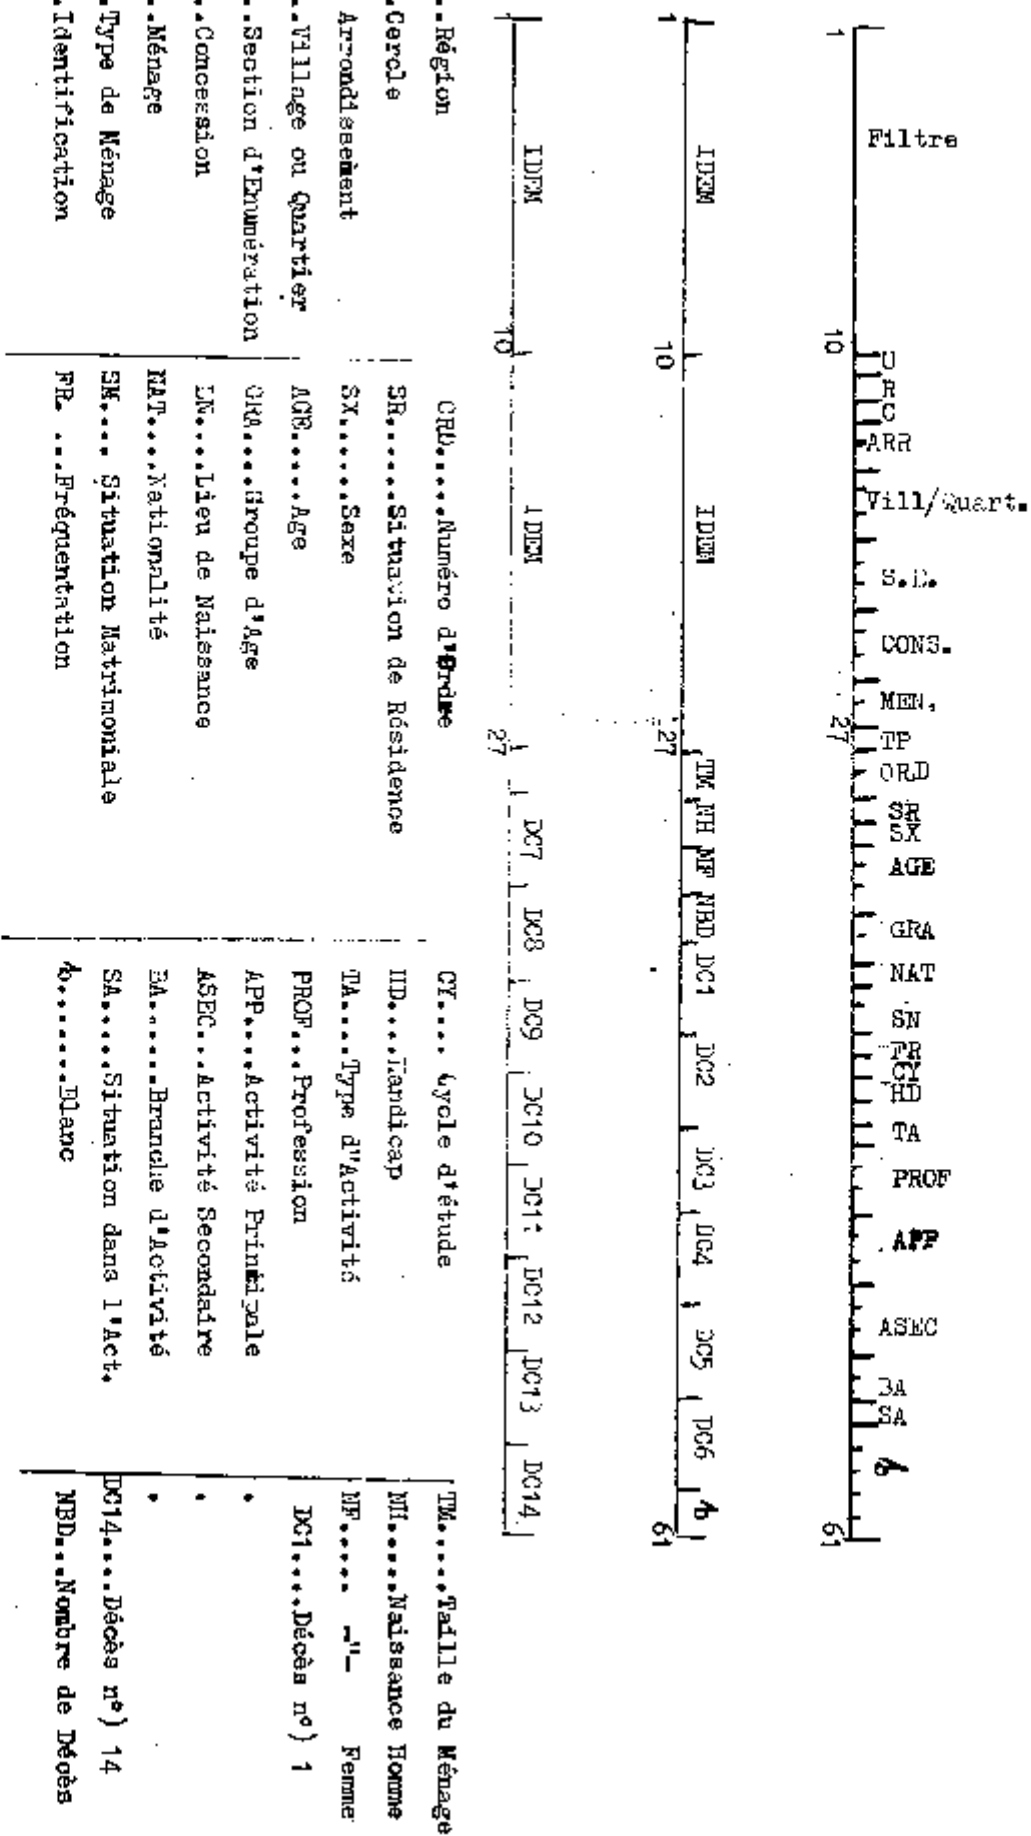 1 10 27 61
Filtre
U
R
C
ARR
Vill/Quart.
S.E.
CONS.
MEN.
TP
ORD
SR
SX
AGE
GRA
NAT
SN
FR
CY
HD
TA
PROF
APP
ASEC
BA
SA
b
1 10 27 61
IDEM IDEM TM NH MF NBD DC1 DC2 DC3 DC4 DC5 DC6 b
1 10 27
IDEM IDEM DC7 DC8 DC9 DC10 DC11 DC12 DC13 DC14
..Région
.Cercle
Arrondissement
..Village ou Quartier
..Section d'Enumération
..Concession
..Ménage
.Type de Ménage
.Identification
ORD.....Numéro d'Ordre
SR......Situavion de Résidence
SX......Sexe
AGE.....Age
GRA....Groupe d'Age
LN....Lieu de Naissance
NAT....Nationalité
SM.... Situation Matrimoniale
FR. ...Fréquentation
CY.... Cycle d'étude
HD....Handicap
TA....Type d"Activité
PROF...Profession
APP....Activité Prinmipale
ASEC...Activité Secondaire
BA......Branche d'Activité
SA.....Situation dans l'Act.
b.......Blanc
TM.....Taille du Ménage
NH....Naissance Homme
NF..... -"- Femme
DC1....Décès n°) 1
.
.
.
DC14....Décès n°) 14
NBD...Nombre de Décès